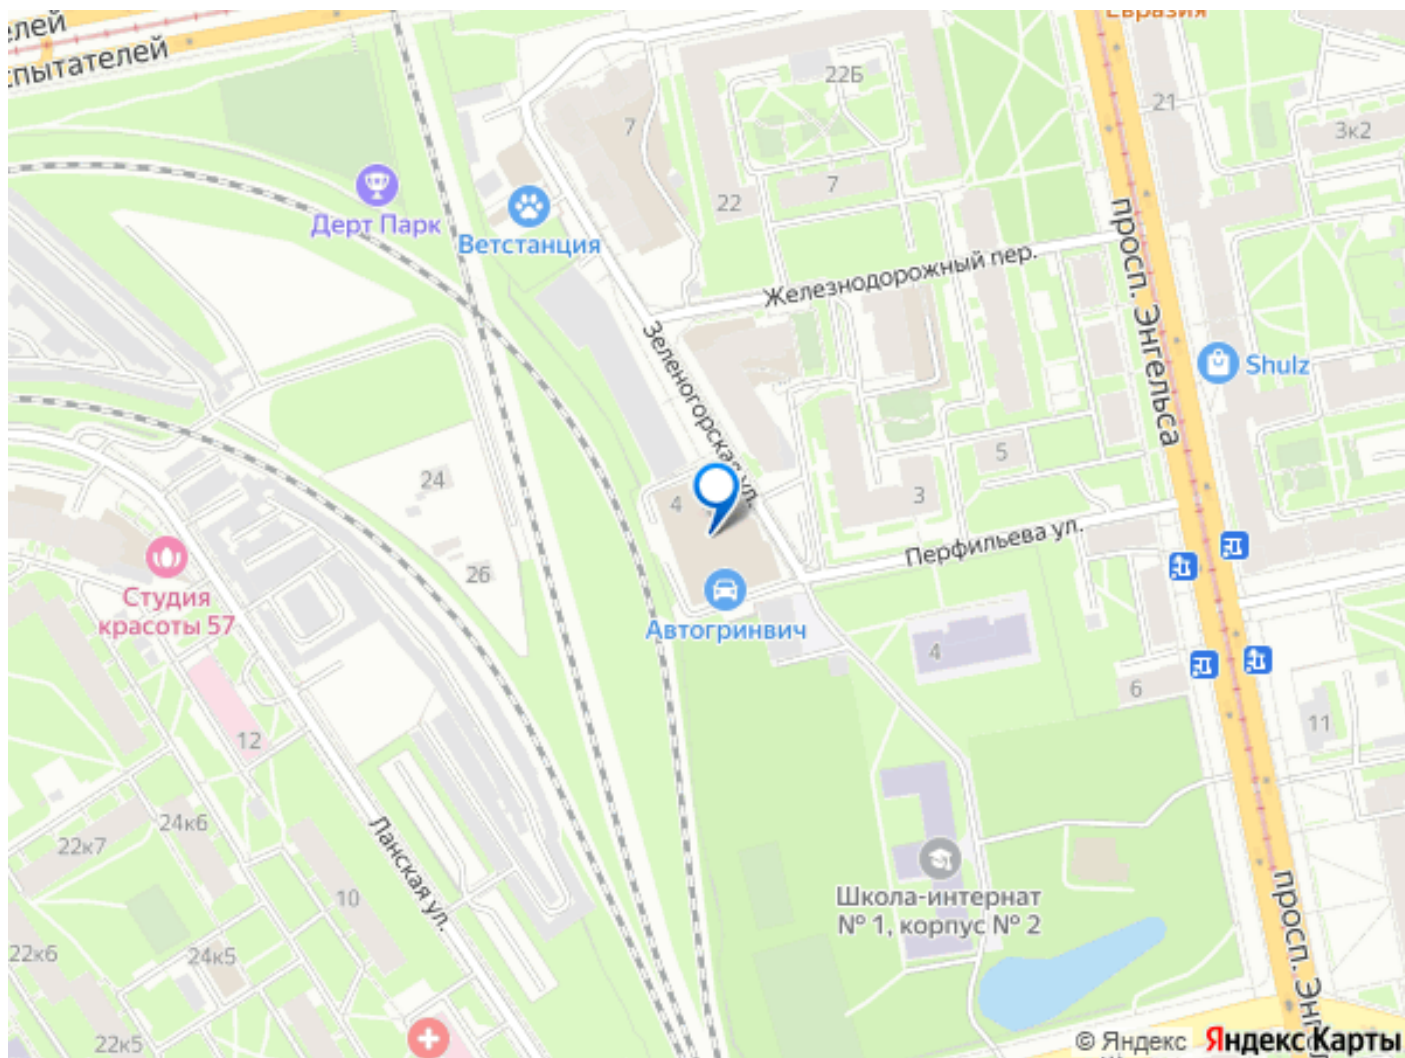 елей
спытателей
Евразия
22Б
21
3к2
7
7
22
Дерт Парк
Ветстанция
Железнодорожный пер.
просп. Энгельса
Зеленогорская ул.
Shulz
24
4
5
3
26
Перфильева ул.
Студия
красоты 57
Автогринвич
4
6
11
12
24к6
22к7
Ланская ул.
10
Школа-интернат
№ 1, корпус № 2
22к6
24к5
просп. Энг
22к5
© Яндекс Яндекс Карты